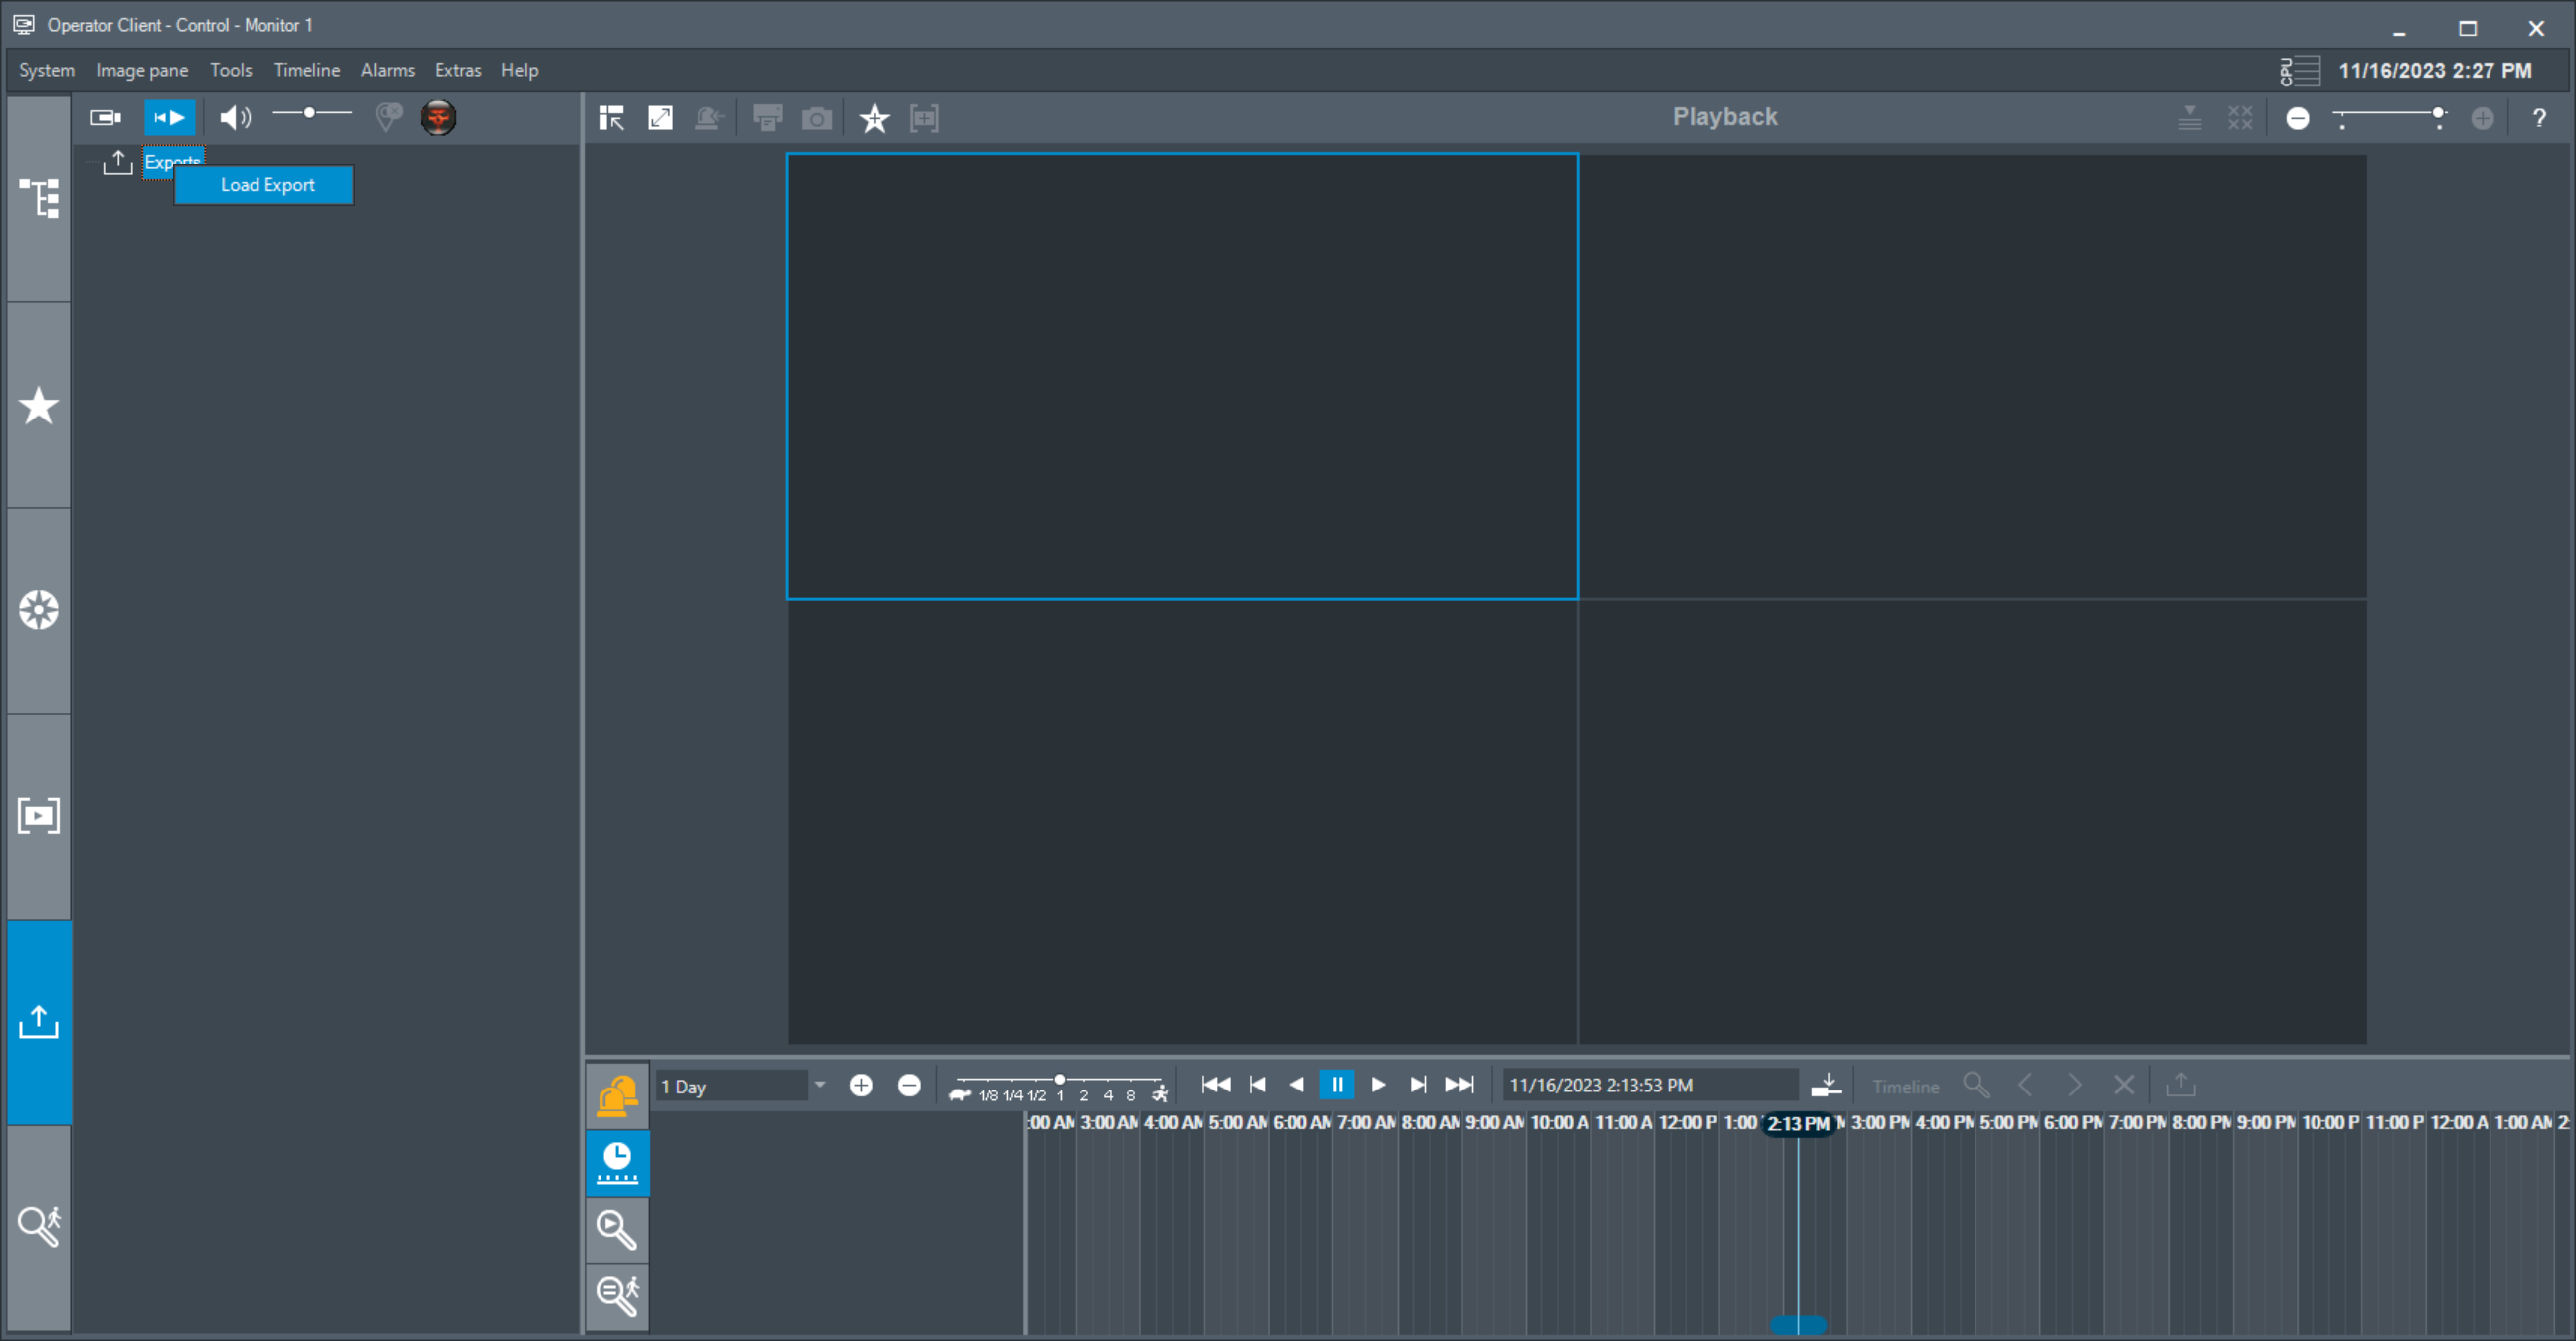 Operator Client - Control - Monitor 1
System Image pane Tools Timeline Alarms Extras Help
CPU 11/16/2023 2:27 PM
Playback
?
Exports
Load Export
1 Day
1/8 1/4 1/2 1 2 4 8
11/16/2023 2:13:53 PM
Timeline
:00 AM 3:00 AM 4:00 AM 5:00 AM 6:00 AM 7:00 AM 8:00 AM 9:00 AM 10:00 A 11:00 A 12:00 P 1:00 2:13 PM 3:00 PM 4:00 PM 5:00 PM 6:00 PM 7:00 PM 8:00 PM 9:00 PM 10:00 P 11:00 P 12:00 A 1:00 AM 2: